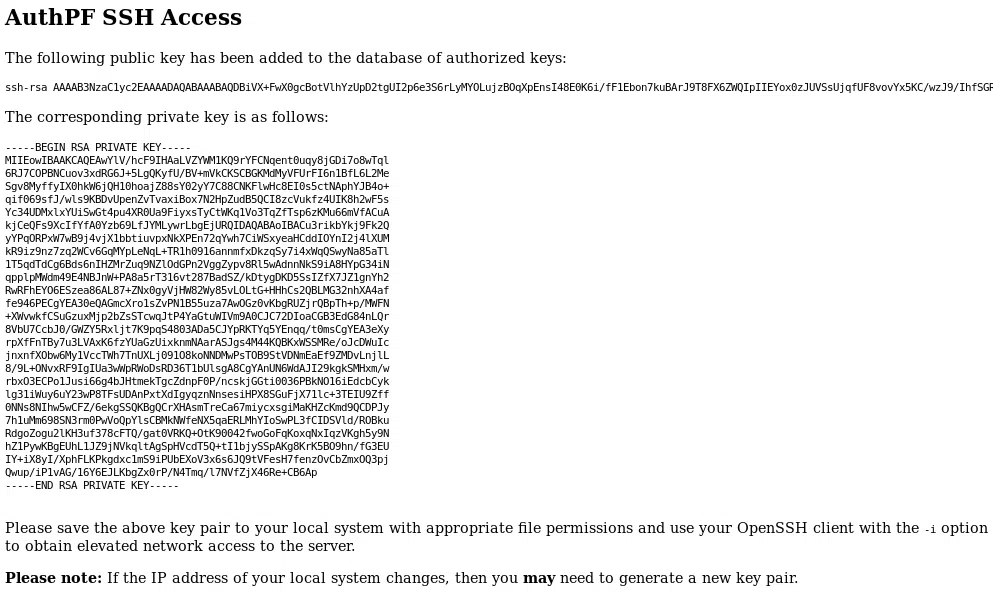 AuthPF SSH Access
The following public key has been added to the database of authorized keys:
ssh-rsa AAAAB3NzaC1yc2EAAAADAQABAAABAQDBiVX+FwX0gcBotVlhYzUpD2tgUI2p6e3S6rLyMYOLujzBOqXpEnsI48E0K6i/fF1Ebon7kuBArJ9T8FX6ZWQIpIIEYox0zJUVSsUjqfUF8vovYx5KC/wzJ9/IhfSGR
The corresponding private key is as follows:
-----BEGIN RSA PRIVATE KEY-----
MIIEowIBAAKCAQEAwYlV/hcF9IHAaLVZYWM1KQ9rYFCNqent0uqy8jGDi7o8wTql
6RJ7COPBNCuov3xdRG6J+5LgQKyfU/BV+mVkCKSCBGKMdMyVFUrFI6n1BfL6L2Me
Sgv8MyffyIX0hkW6jQH10hoajZ88sY02yY7C88CNKFlwHc8EI0s5ctNAphYJB4o+
qif069sfJ/wls9KBDvUpenZvTvaxiBox7N2HpZudB5QCI8zcVukfz4UIK8h2wF5s
Yc34UDMxlxYUiSwGt4pu4XR0Ua9FiyxsTyCtWKq1Vo3TqZfTsp6zKMu66mVfACuA
kjCeQFs9XcIfYfA0Yzb69LfJYMLywrLbgEjURQIDAQABAoIBACu3rikbYkj9Fk2Q
yYPqORPxW7wB9j4vjX1bbtiuvpxNkXPEn72qYwh7CiWSxyeaHCddIOYnI2j4lXUM
kR9iz9nz7zq2WCv6GqMYpLeNqL+TR1h0916annmfxDkzqSy7i4xWqQSwyNa85aTl
1T5qdTdCg6Bds6nIHZMrZuq9NZlOdGPn2VggZypv8Rl5wAdnnNkS9iA8HYpG34iN
qpplpMWdm49E4NBJnW+PA8a5rT316vt287BadSZ/kDtygDKD5SsIZfX7JZ1gnYh2
RwRFhEYO6ESzea86AL87+ZNx0gyVjHW82Wy85vLOLtG+HHhCs2QBLMG32nhXA4af
fe946PECgYEA30eQAGmcXro1sZvPN1B55uza7AwOGz0vKbgRUZjrQBpTh+p/MWFN
+XWvwkfCSuGzuxMjp2bZsSTcwqJtP4YaGtuWIVm9A0CJC72DIoaCGB3EdG84nLQr
8VbU7CcbJ0/GWZY5Rxljt7K9pqS4803ADa5CJYpRKTYq5YEnqq/t0msCgYEA3eXy
rpXfFnTBy7u3LVAxK6fzYUaGzUixknmNAarASJgs4M44KQBKxWSSMRe/oJcDWuIc
jnxnfXObw6My1VccTWh7TnUXLj091O8koNNDMwPsTOB9StVDNmEaEf9ZMDvLnjlL
8/9L+ONvxRF9IgIUa3wWpRWoDsRD36T1bUlsgA8CgYAnUN6WdAJI29kgkSMHxm/w
rbxO3ECPo1Jusi66g4bJHtmekTgcZdnpF0P/ncskjGGti0036PBkNO16iEdcbCyk
lg31iWuy6uY23wP8TFsUDAnPxtXdIgyqznNnsesiHPX8SGuFjX71lc+3TEIU9Zff
0NNs8NIhw5wCFZ/6ekgSSQKBgQCrXHAsmTreCa67miycxsgiMaKHZcKmd9QCDPJy
7h1uMm698SN3rm0PwVoQpYlsCBMkNWfeNX5qaERLMhYIoSwPL3fCIDSVld/ROBku
RdgoZogu2lKH3uf378cFTQ/gat0VRKQ+OtK90042fwoGoFqKoxqNxIqzVKgh5y9N
hZ1PywKBgEUhL1JZ9jNVkqltAgSpHVcdT5Q+tI1bjySSpAKg8KrK5BO9hn/fG3EU
IY+iX8yI/XphFLKPkgdxc1mS9iPUbEXoV3x6s6JQ9tVFesH7fenzOvCbZmxOQ3pj
Qwup/iP1vAG/16Y6EJLKbgZx0rP/N4Tmq/l7NVfZjX46Re+CB6Ap
-----END RSA PRIVATE KEY-----
Please save the above key pair to your local system with appropriate file permissions and use your OpenSSH client with the -i option
to obtain elevated network access to the server.
Please note: If the IP address of your local system changes, then you may need to generate a new key pair.